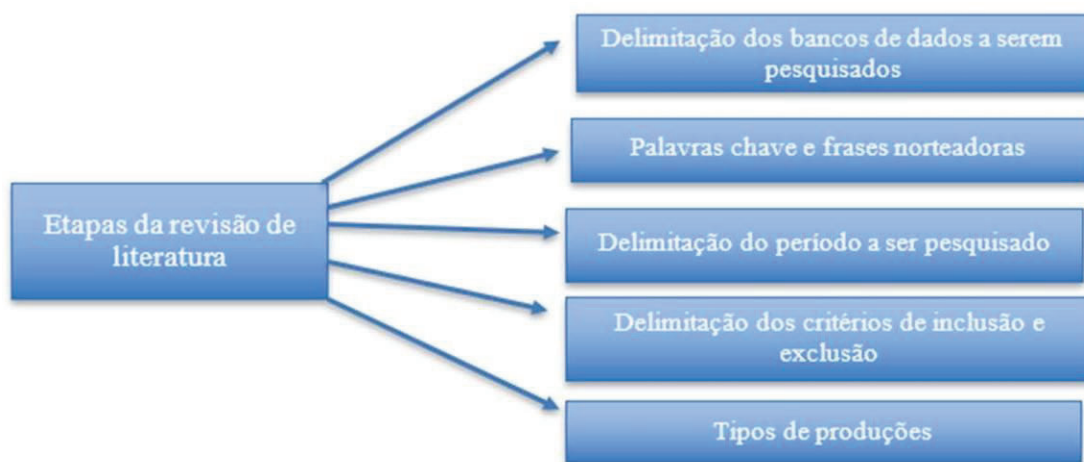 Etapas da revisão de
literatura
Delimitação dos bancos de dados a serem
pesquisados
Palavras chave e frases norteadoras
Delimitação do período a ser pesquisado
Delimitação dos critérios de inclusão e
exclusão
Tipos de produções